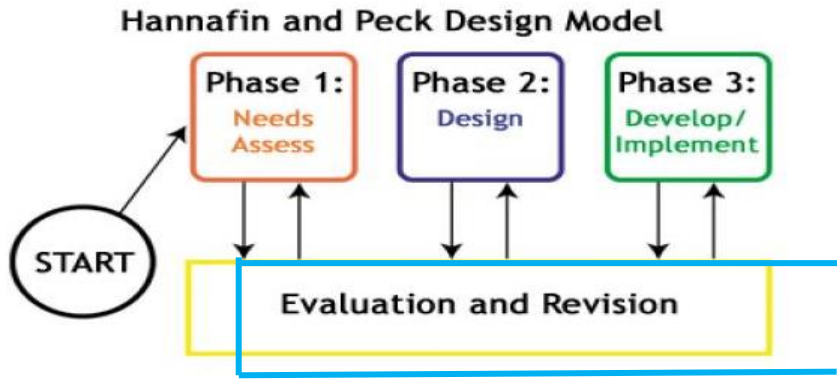 Hannafin and Peck Design Model
Phase 1:
Needs
Assess
Phase 2:
Design
Phase 3:
Develop/
Implement
START
Evaluation and Revision